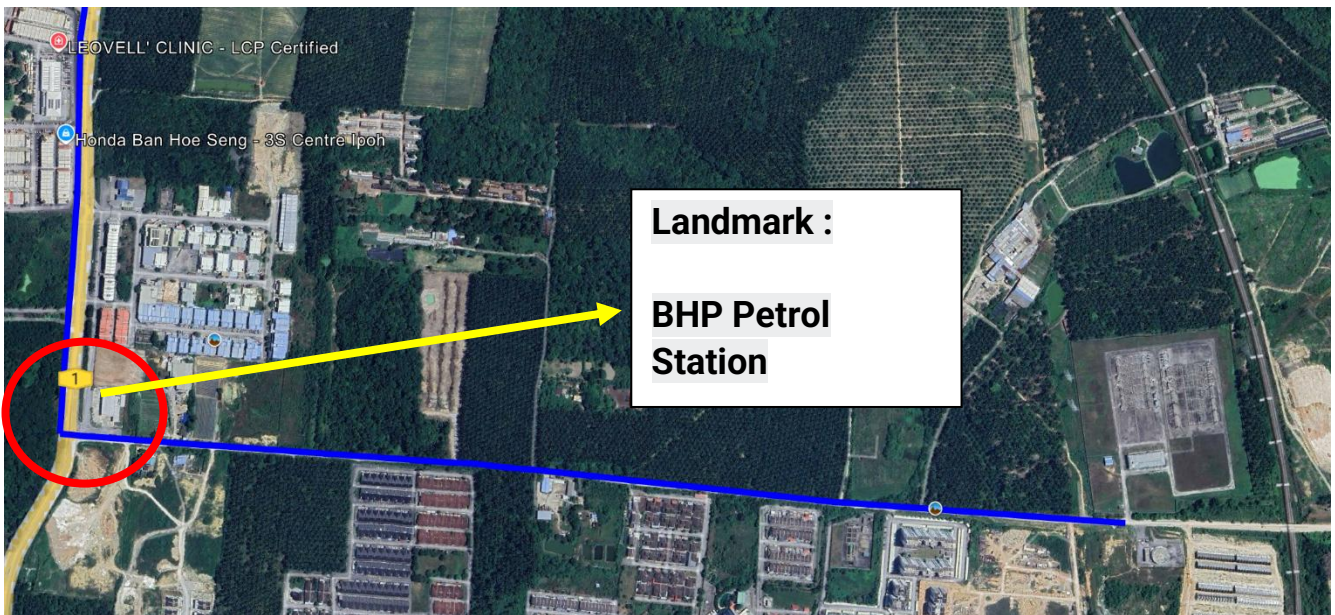 LEOVELL' CLINIC - LCP Certified
Honda Ban Hoe Seng - 3S Centre Ipoh
Landmark :
BHP Petrol
Station
1